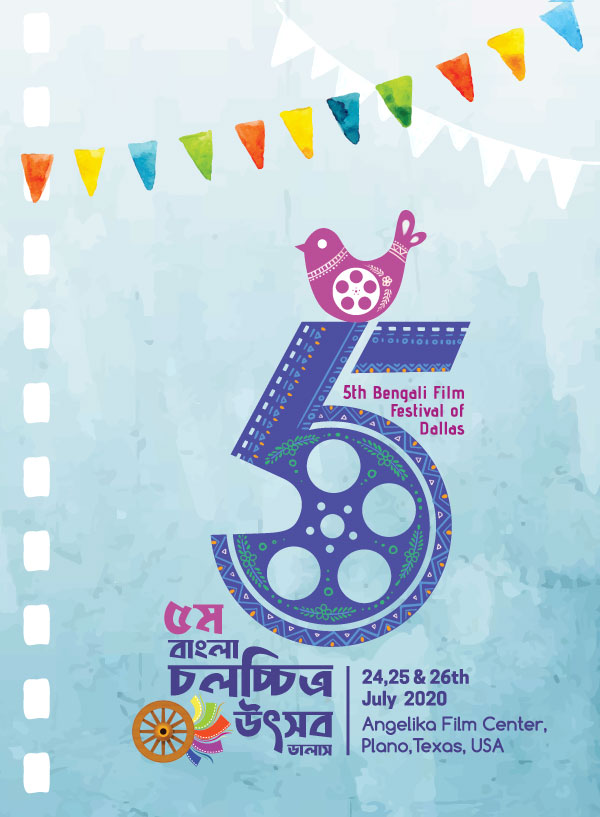 5th Bengali Film
Festival of
Dallas
৫ম
বাংলা
চলচ্চিত্র
উৎসব
ডালাস
24,25 & 26th
July 2020
Angelika Film Center,
Plano,Texas, USA